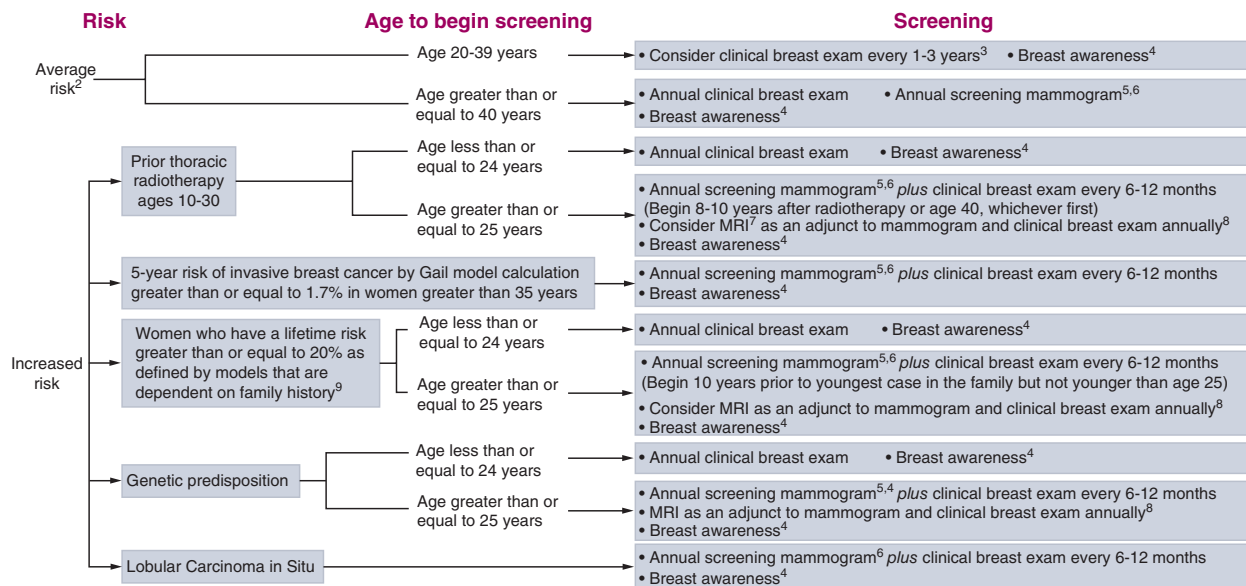 Risk
Age to begin screening
Screening
Average
risk2
Age 20-39 years
• Consider clinical breast exam every 1-3 years3 • Breast awareness4
Age greater than or
equal to 40 years
• Annual clinical breast exam • Annual screening mammogram5,6
• Breast awareness4
Increased
risk
Prior thoracic
radiotherapy
ages 10-30
Age less than or
equal to 24 years
• Annual clinical breast exam • Breast awareness4
Age greater than or
equal to 25 years
• Annual screening mammogram5,6 plus clinical breast exam every 6-12 months
(Begin 8-10 years after radiotherapy or age 40, whichever first)
• Consider MRI7 as an adjunct to mammogram and clinical breast exam annually8
• Breast awareness4
5-year risk of invasive breast cancer by Gail model calculation
greater than or equal to 1.7% in women greater than 35 years
• Annual screening mammogram5,6 plus clinical breast exam every 6-12 months
• Breast awareness4
Women who have a lifetime risk
greater than or equal to 20% as
defined by models that are
dependent on family history9
Age less than or
equal to 24 years
• Annual clinical breast exam • Breast awareness4
Age greater than or
equal to 25 years
• Annual screening mammogram5,6 plus clinical breast exam every 6-12 months
(Begin 10 years prior to youngest case in the family but not younger than age 25)
• Consider MRI as an adjunct to mammogram and clinical breast exam annually8
• Breast awareness4
Genetic predisposition
Age less than or
equal to 24 years
• Annual clinical breast exam • Breast awareness4
Age greater than or
equal to 25 years
• Annual screening mammogram5,4 plus clinical breast exam every 6-12 months
• MRI as an adjunct to mammogram and clinical breast exam annually8
• Breast awareness4
Lobular Carcinoma in Situ
• Annual screening mammogram6 plus clinical breast exam every 6-12 months
• Breast awareness4